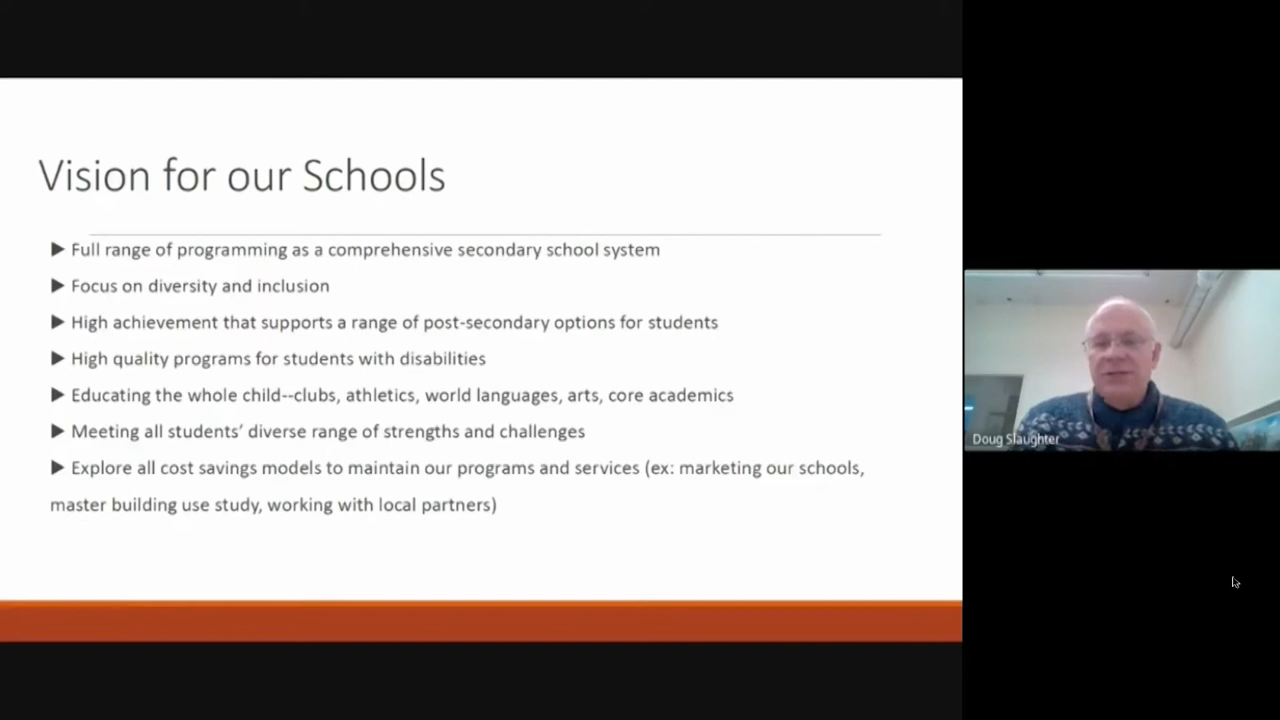 Vision for our Schools
▶ Full range of programming as a comprehensive secondary school system
▶ Focus on diversity and inclusion
▶ High achievement that supports a range of post-secondary options for students
▶ High quality programs for students with disabilities
▶ Educating the whole child--clubs, athletics, world languages, arts, core academics
▶ Meeting all students’ diverse range of strengths and challenges
▶ Explore all cost savings models to maintain our programs and services (ex: marketing our schools,
master building use study, working with local partners)
Doug Slaughter